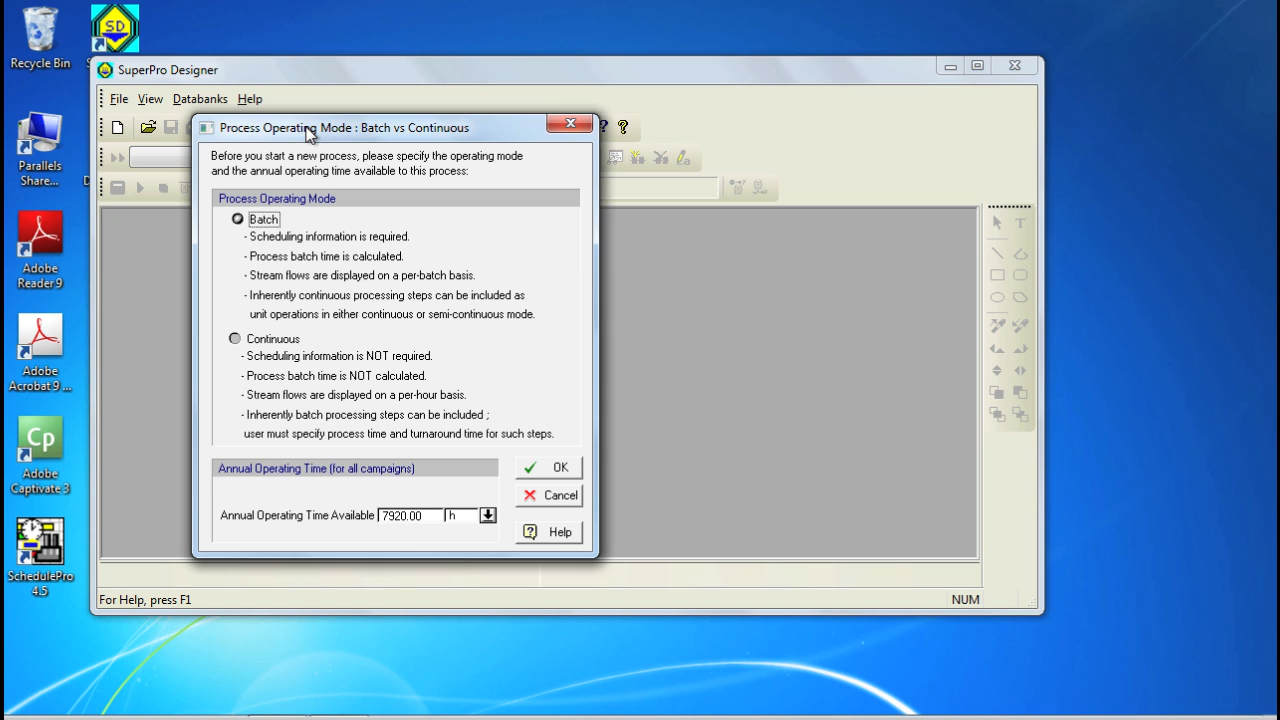 SD
Recycle Bin
SuperPro Designer
File View Databanks Help
Process Operating Mode : Batch vs Continuous
Parallels
Share...
Before you start a new process, please specify the operating mode
and the annual operating time available to this process:
Process Operating Mode
Batch
- Scheduling information is required.
- Process batch time is calculated.
- Stream flows are displayed on a per-batch basis.
- Inherently continuous processing steps can be included as
unit operations in either continuous or semi-continuous mode.
Continuous
- Scheduling information is NOT required.
- Process batch time is NOT calculated.
- Stream flows are displayed on a per-hour basis.
- Inherently batch processing steps can be included ;
user must specify process time and turnaround time for such steps.
Annual Operating Time (for all campaigns)
Annual Operating Time Available 7920.00 h
OK
Cancel
Help
T
Adobe
Reader 9
Adobe
Acrobat 9 ...
Cp
Adobe
Captivate 3
SchedulePro
4.5
For Help, press F1
NUM